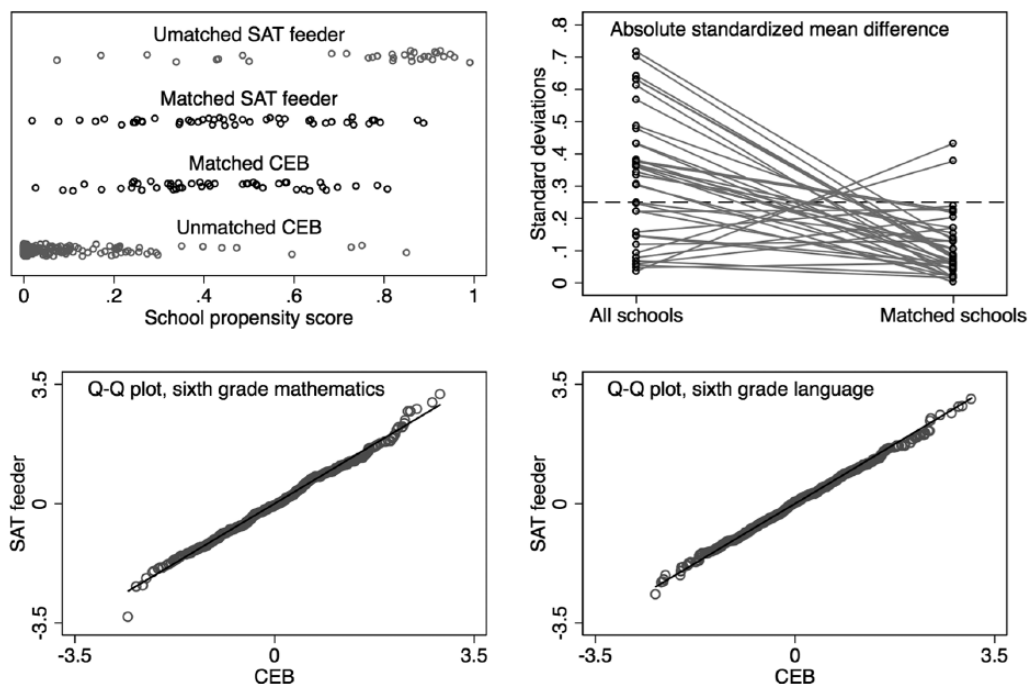 Umatched SAT feeder
Matched SAT feeder
Matched CEB
Unmatched CEB
0 .2 .4 .6 .8 1
School propensity score
Absolute standardized mean difference
Standard deviations
0 .1 .2 .3 .4 .5 .6 .7 .8
All schools Matched schools
Q-Q plot, sixth grade mathematics
SAT feeder
3.5
0
-3.5
-3.5 0 3.5
CEB
Q-Q plot, sixth grade language
SAT feeder
3.5
0
-3.5
-3.5 0 3.5
CEB